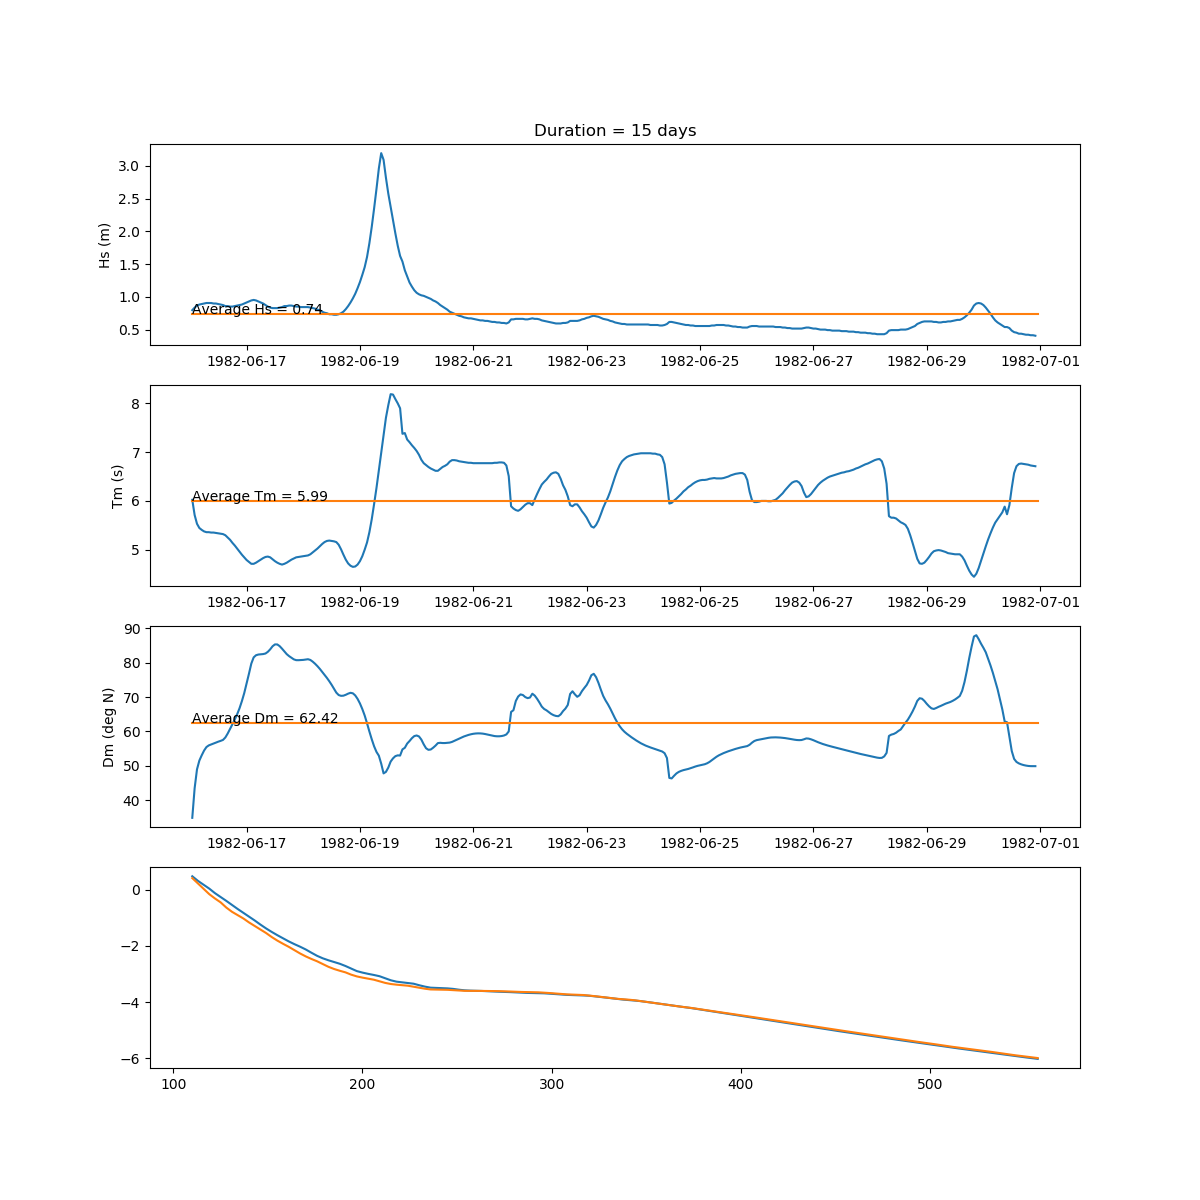 Duration = 15 days
Hs (m)
3.0
2.5
2.0
1.5
1.0
0.5
Average Hs = 0.74
1982-06-17 1982-06-19 1982-06-21 1982-06-23 1982-06-25 1982-06-27 1982-06-29 1982-07-01
Tm (s)
8
7
6
5
Average Tm = 5.99
1982-06-17 1982-06-19 1982-06-21 1982-06-23 1982-06-25 1982-06-27 1982-06-29 1982-07-01
Dm (deg N)
90
80
70
60
50
40
Average Dm = 62.42
1982-06-17 1982-06-19 1982-06-21 1982-06-23 1982-06-25 1982-06-27 1982-06-29 1982-07-01
0
−2
−4
−6
100 200 300 400 500